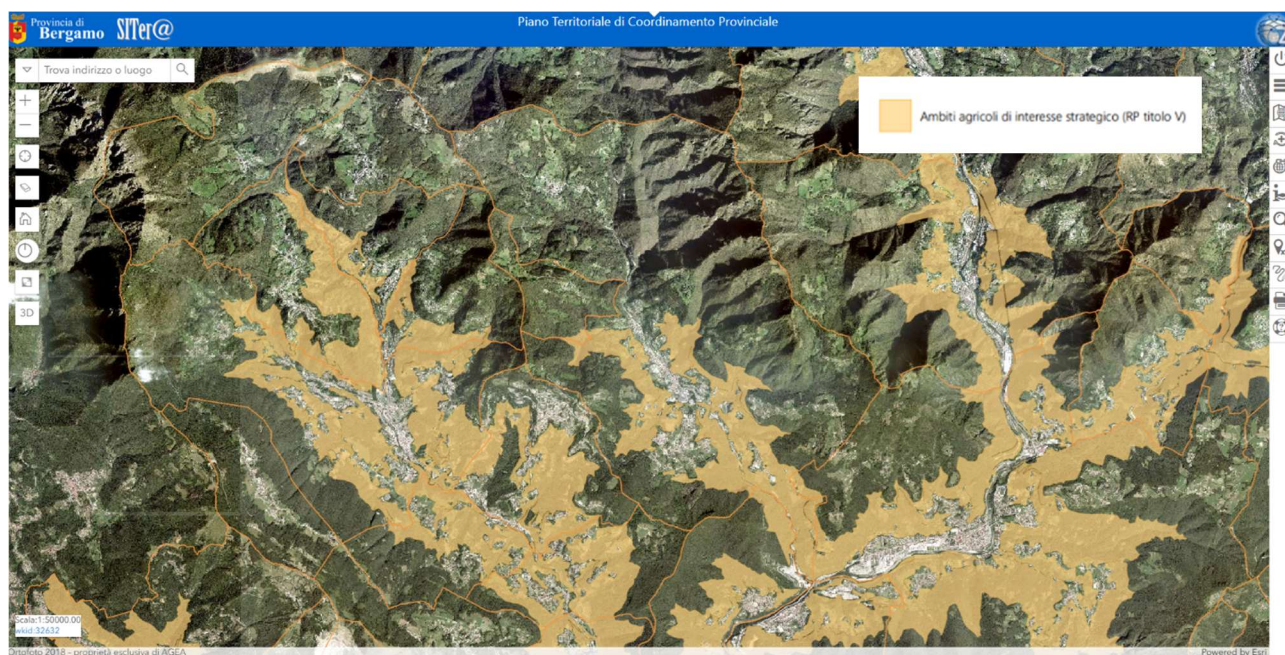 Provincia di
Bergamo
SITer@
Piano Territoriale di Coordinamento Provinciale
Trova indirizzo o luogo
Ambiti agricoli di interesse strategico (RP titolo V)
3D
Scala:1:50000.00
wkid:32632
Ortofoto 2018 - proprietà esclusiva di AGEA
Powered by Esri